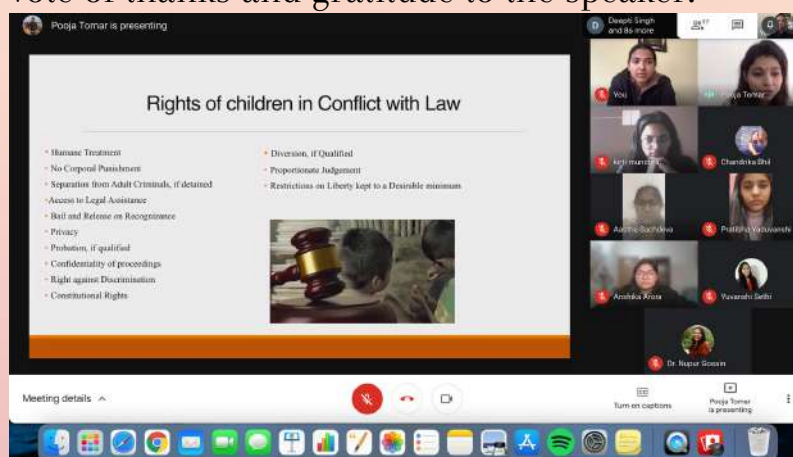 vote of thanks and gratitude to the speaker.
Pooja Tomar is presenting
D
Deepti Singh
and 86 more
Rights of children in Conflict with Law
• Humane Treatment
• No Corporal Punishment
• Separation from Adult Criminals, if detained
•Access to Legal Assistance
• Bail and Release on Recognizance
• Privacy
• Probation, if qualified
• Confidentiality of proceedings
• Right against Discrimination
• Constitutional Rights
• Diversion, if Qualified
• Proportionate Judgement
• Restrictions on Liberty kept to a Desirable minimum
You
Pooja Tomar
Chandrika Bhil
Aastha Sachdeva
Pratibha Yaduvanshi
Anshika Arora
Yuvanshi Sethi
Dr. Nupur Gosain
Meeting details
Turn on captions
Pooja Tomar
is presenting